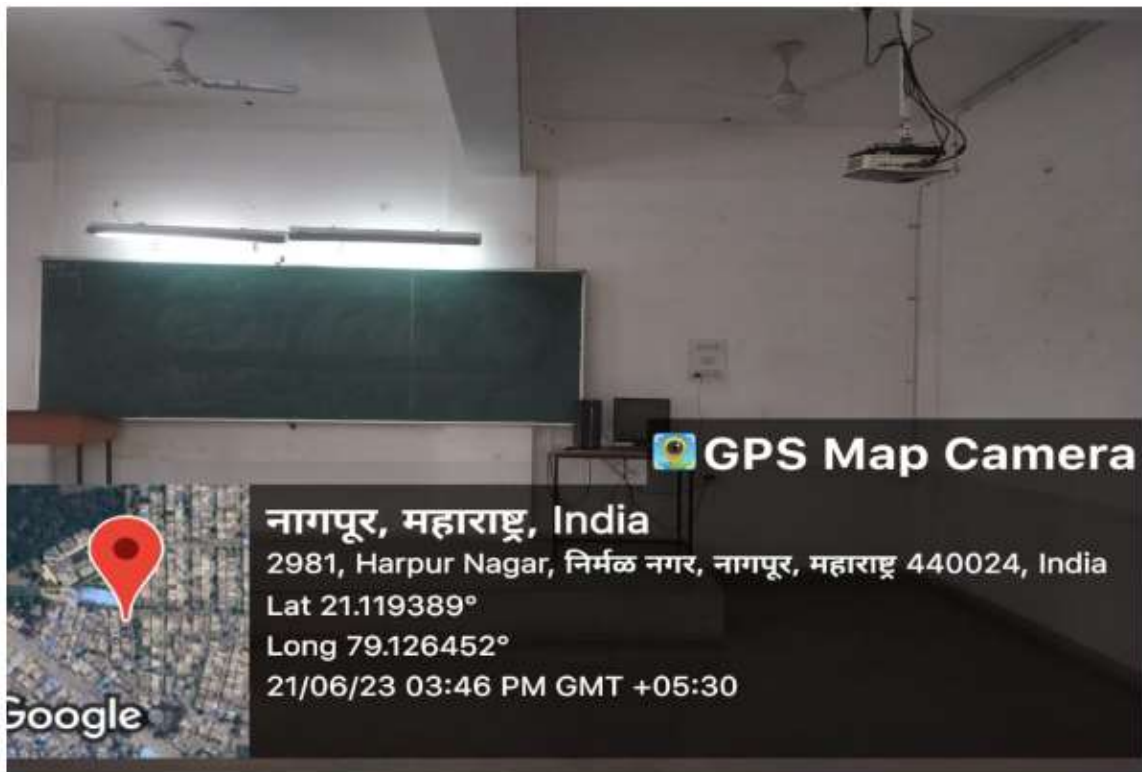 GPS Map Camera
नागपूर, महाराष्ट्र, India
2981, Harpur Nagar, निर्मळ नगर, नागपूर, महाराष्ट्र 440024, India
Lat 21.119389°
Long 79.126452°
21/06/23 03:46 PM GMT +05:30
Google